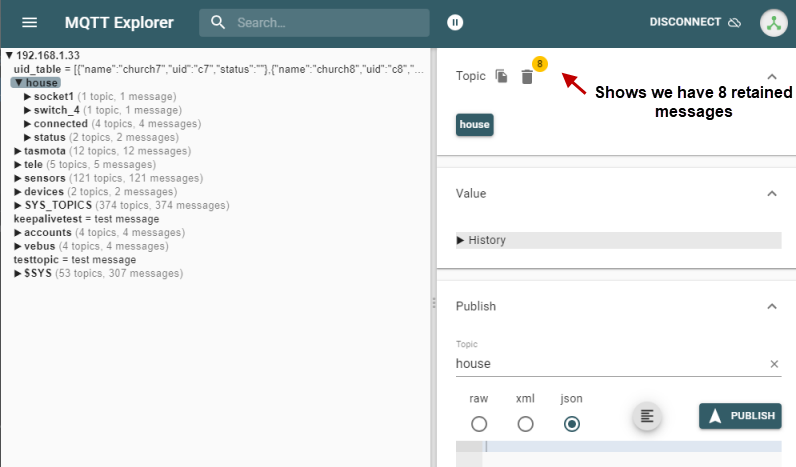 MQTT Explorer
Search...
DISCONNECT
192.168.1.33
uid_table = [{"name":"church7","uid":"c7","status":""},{"name":"church8","uid":"c8","...
house
socket1 (1 topic, 1 message)
switch_4 (1 topic, 1 message)
connected (4 topics, 4 messages)
status (2 topics, 2 messages)
tasmota (12 topics, 12 messages)
tele (5 topics, 5 messages)
sensors (121 topics, 121 messages)
devices (2 topics, 2 messages)
SYS_TOPICS (374 topics, 374 messages)
keepalivetest = test message
accounts (4 topics, 4 messages)
vebus (4 topics, 4 messages)
testtopic = test message
$SYS (53 topics, 307 messages)
Topic
8
Shows we have 8 retained
messages
house
Value
History
Publish
Topic
house
raw
xml
json
PUBLISH